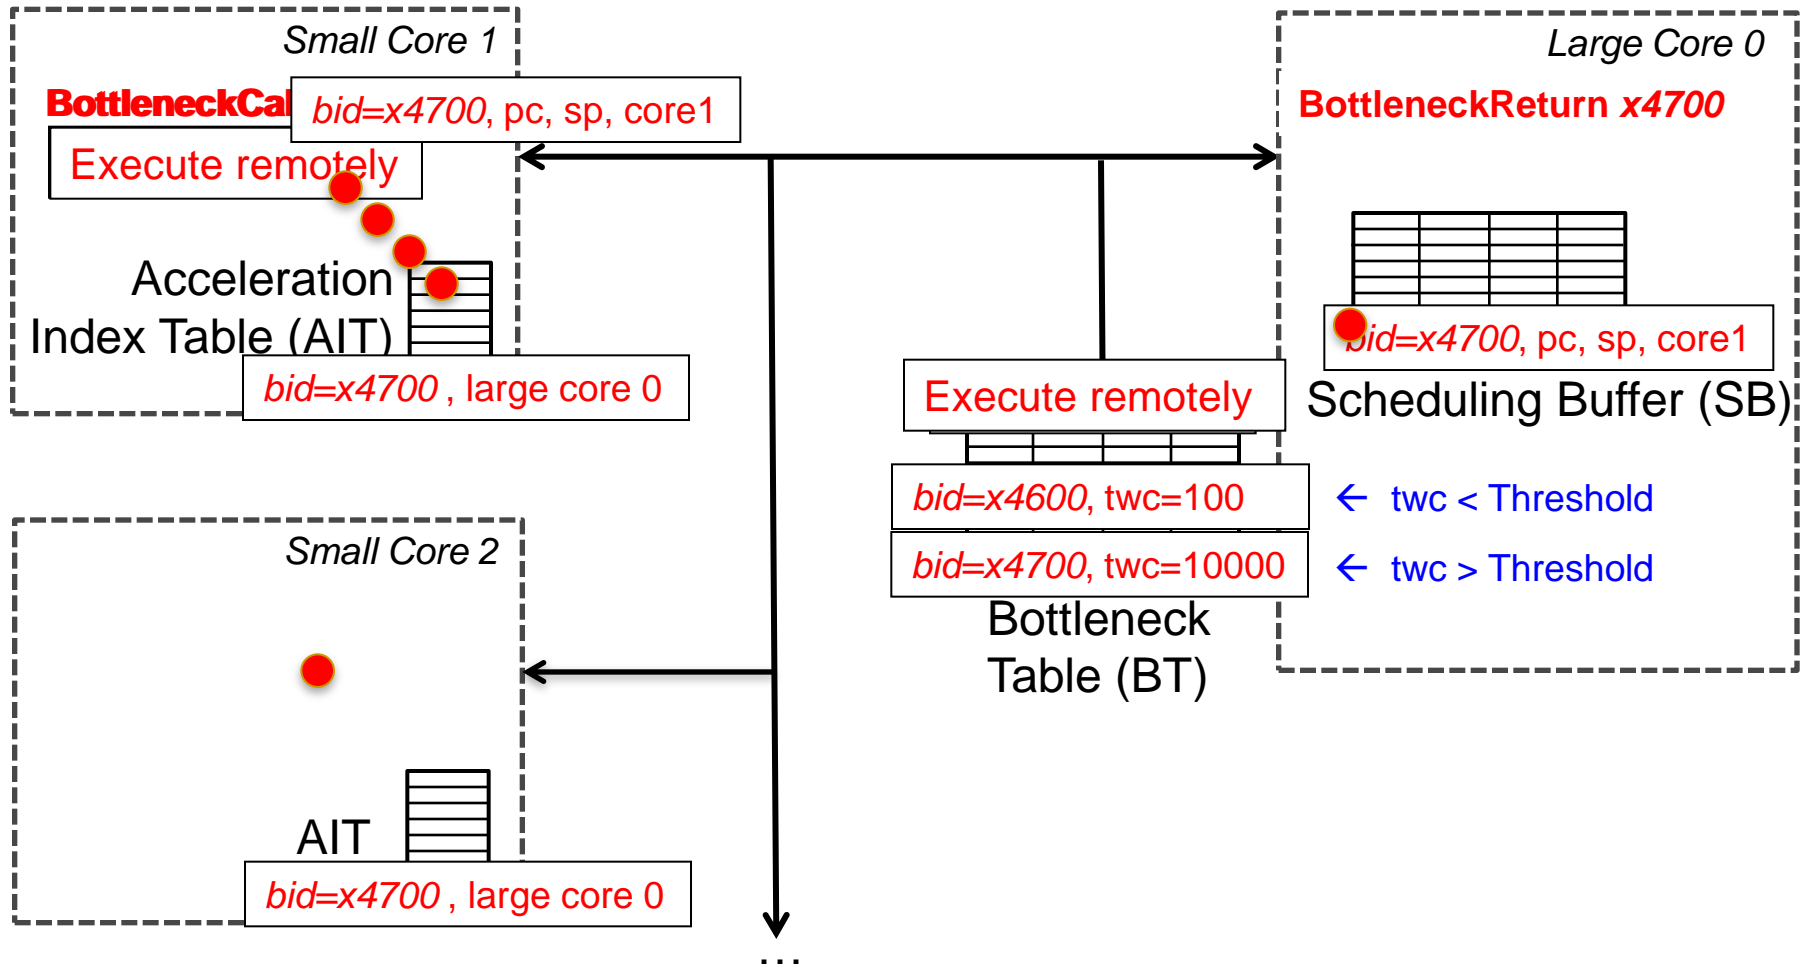 Small Core 1
BottleneckCal
bid=x4700, pc, sp, core1
Execute remotely
Acceleration
Index Table (AIT)
bid=x4700 , large core 0
Large Core 0
BottleneckReturn x4700
bid=x4700, pc, sp, core1
Scheduling Buffer (SB)
Execute remotely
bid=x4600, twc=100
← twc < Threshold
bid=x4700, twc=10000
← twc > Threshold
Bottleneck
Table (BT)
Small Core 2
AIT
bid=x4700 , large core 0
...